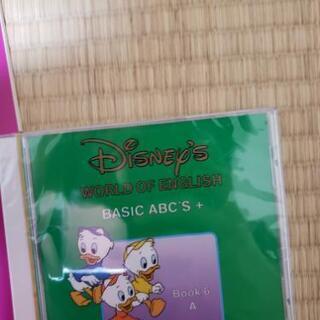 DISNEY'S
WORLD OF ENGLISH
BASIC ABC'S +
Book 6
A